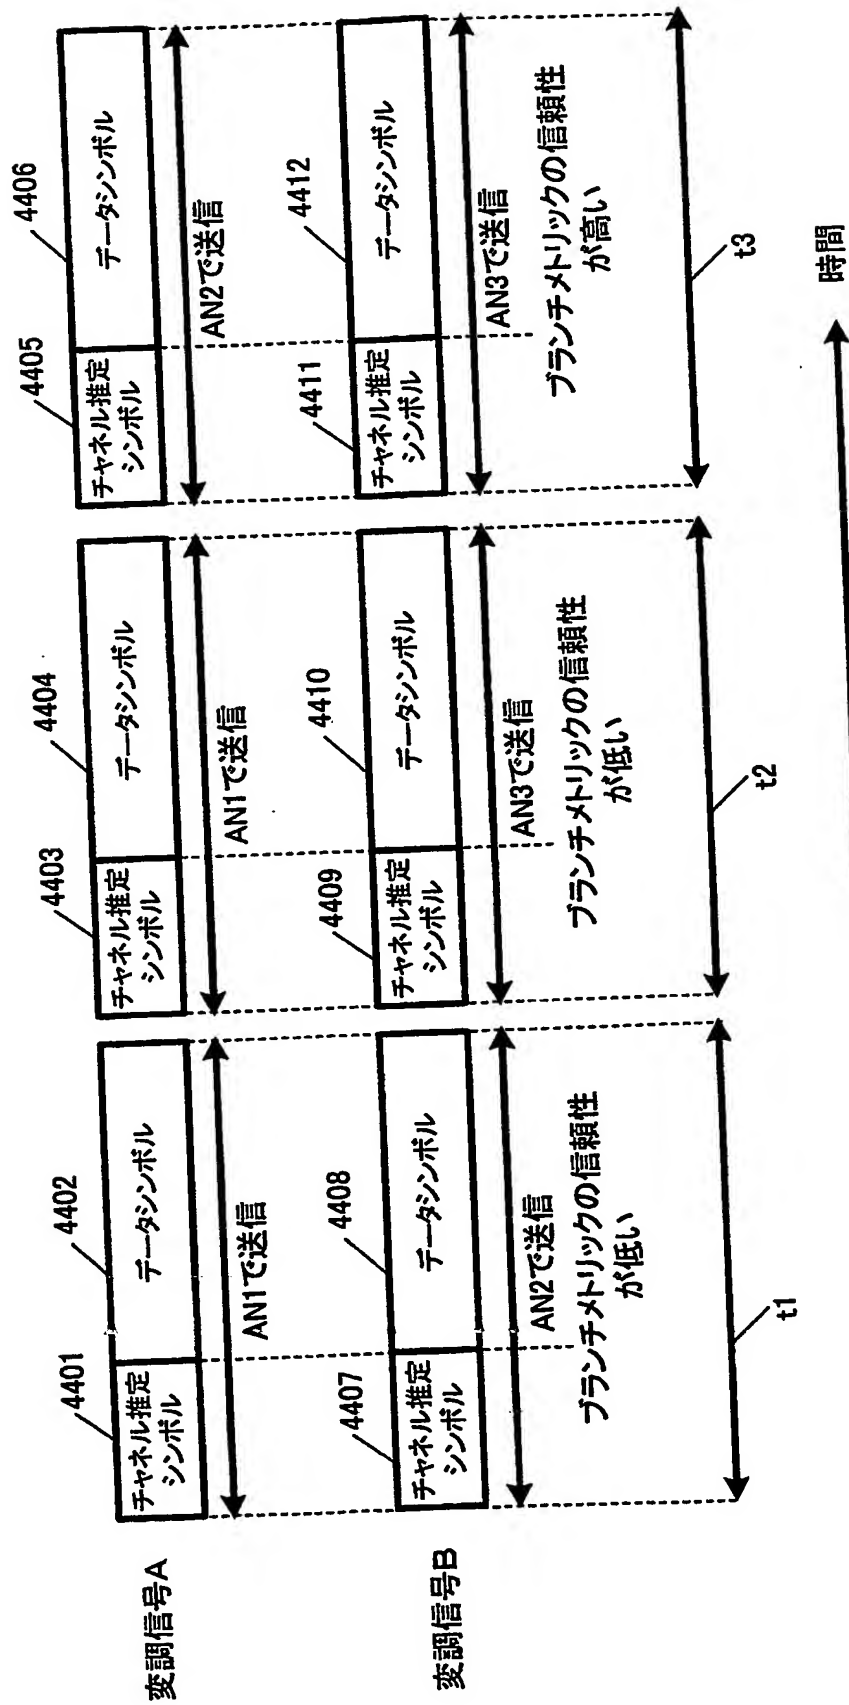 変調信号A
4401
チャネル推定
シンボル
4402
データシンボル
AN1で送信
4403
チャネル推定
シンボル
4404
データシンボル
AN1で送信
4405
チャネル推定
シンボル
4406
データシンボル
AN2で送信
変調信号B
4407
チャネル推定
シンボル
4408
データシンボル
AN2で送信
ブランチメトリックの信頼性
が低い
t1
4409
チャネル推定
シンボル
4410
データシンボル
AN3で送信
ブランチメトリックの信頼性
が低い
t2
4411
チャネル推定
シンボル
4412
データシンボル
AN3で送信
ブランチメトリックの信頼性
が高い
t3
時間